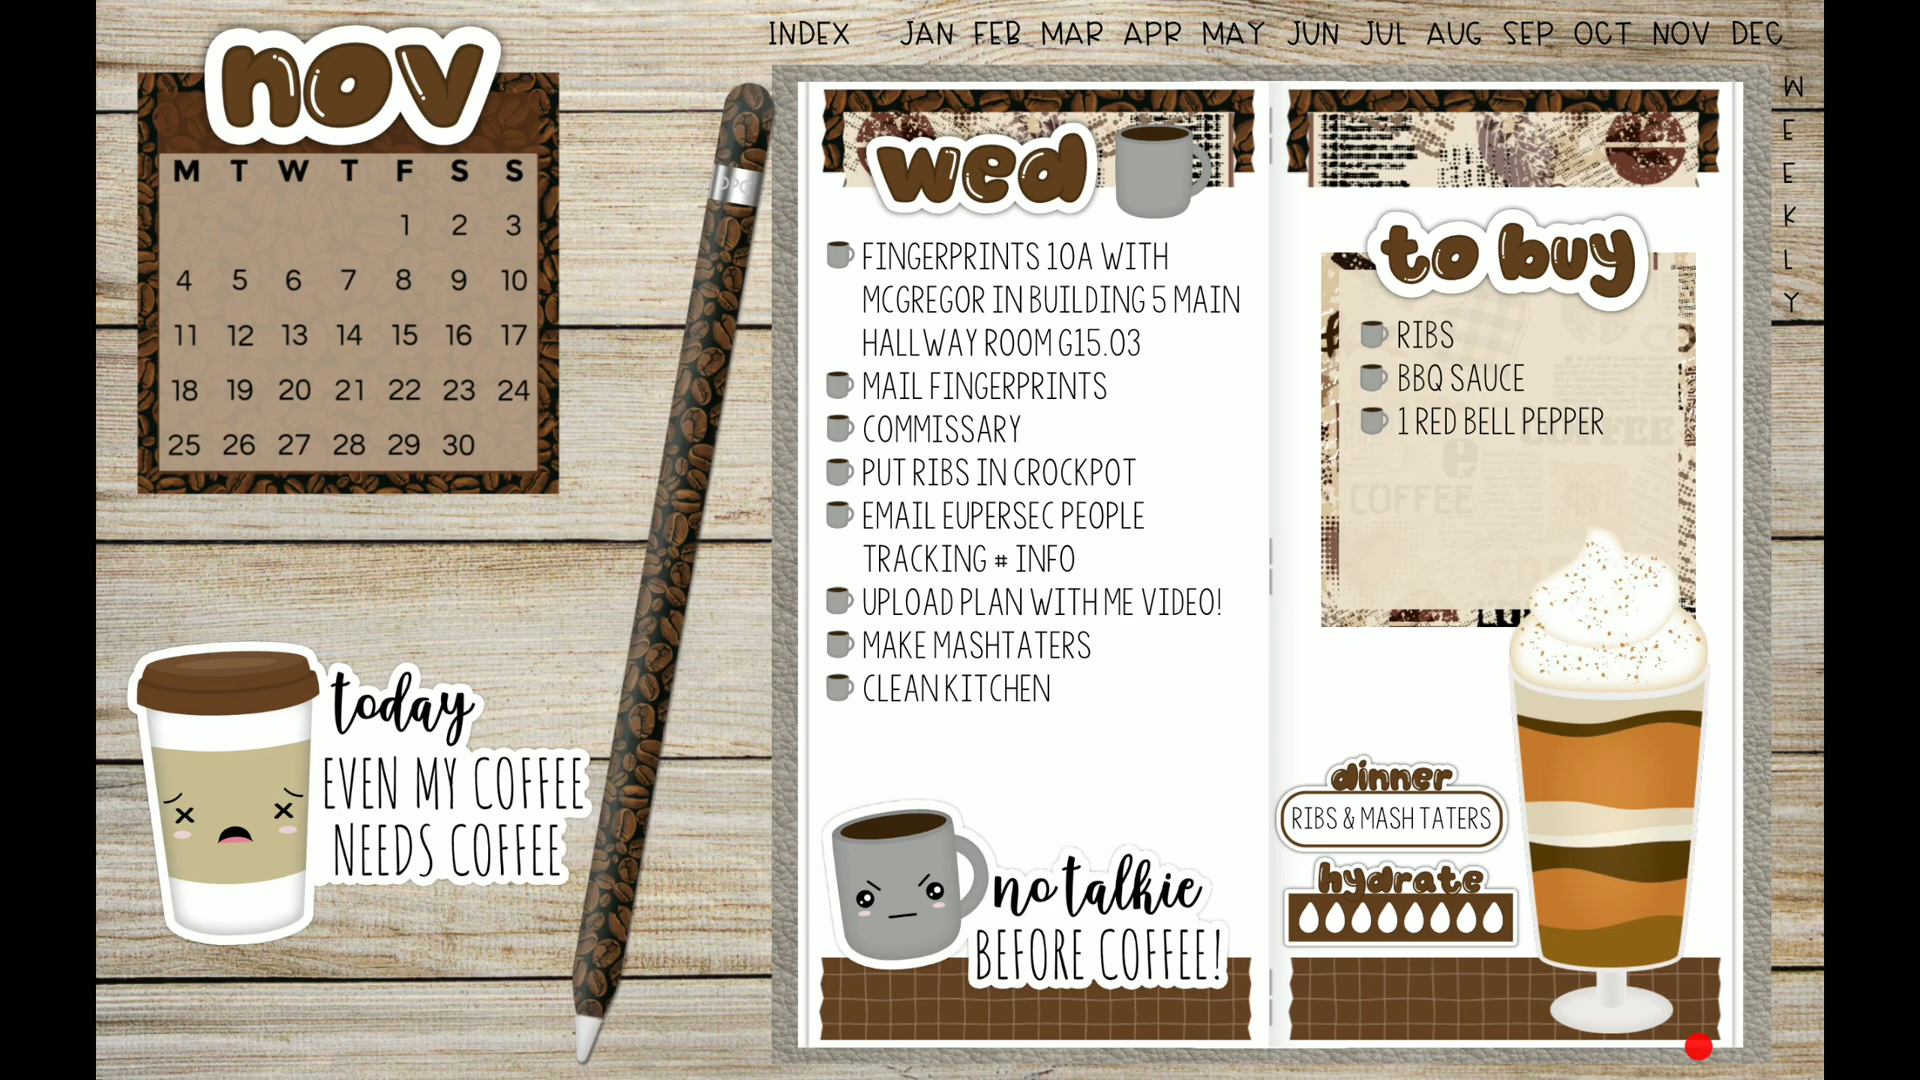 INDEX JAN FEB MAR APR MAY JUN JUL AUG SEP OCT NOV DEC
WEEKLY
nov
M T W T F S S
1 2 3
4 5 6 7 8 9 10
11 12 13 14 15 16 17
18 19 20 21 22 23 24
25 26 27 28 29 30
today
EVEN MY COFFEE
NEEDS COFFEE
DPC
wed
FINGERPRINTS 10A WITH
MCGREGOR IN BUILDING 5 MAIN
HALLWAY ROOM G15.03
MAIL FINGERPRINTS
COMMISSARY
PUT RIBS IN CROCKPOT
EMAIL EUPERSEC PEOPLE
TRACKING # INFO
UPLOAD PLAN WITH ME VIDEO!
MAKE MASHTATERS
CLEAN KITCHEN
no talkie
BEFORE COFFEE!
to buy
RIBS
BBQ SAUCE
1 RED BELL PEPPER
COFFEE
e
COFFEE
dinner
RIBS & MASH TATERS
hydrate